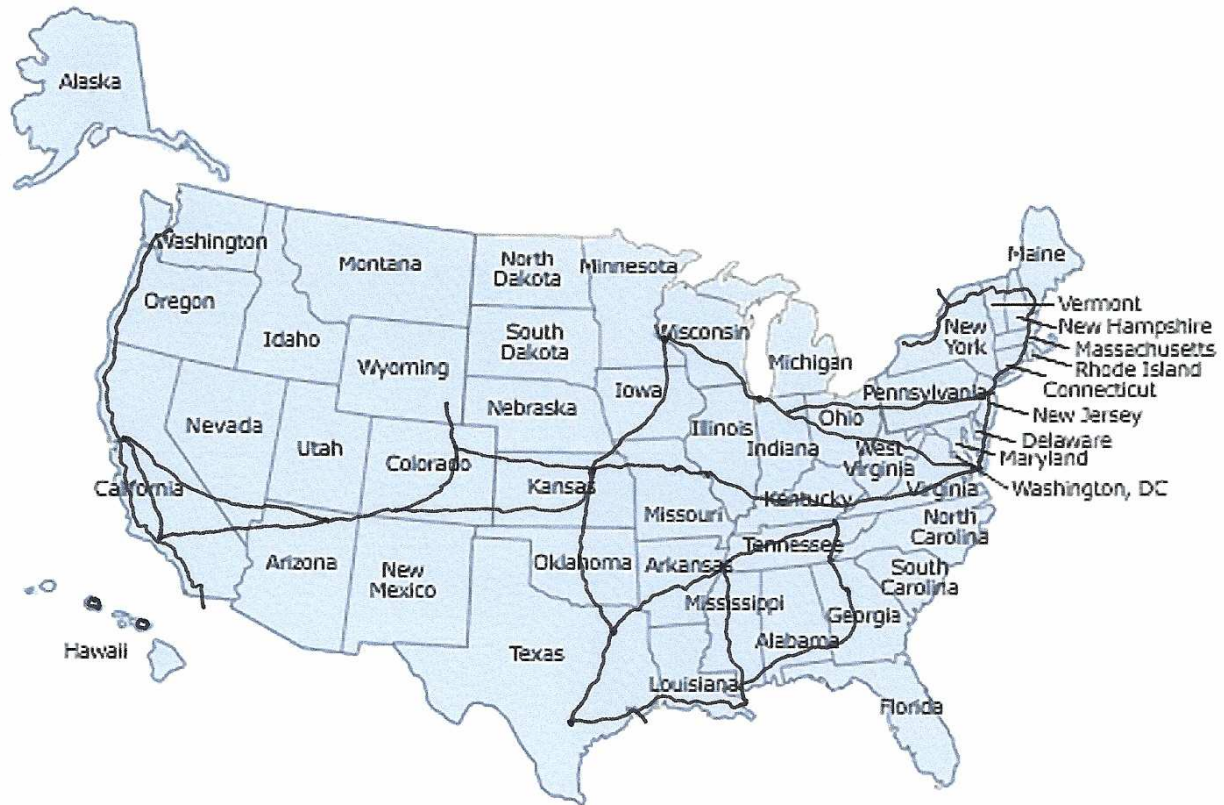 Alaska
Washington
Montana
North
Dakota
Minnesota
Maine
Oregon
Idaho
South
Dakota
Wisconsin
Vermont
New Hampshire
New
York
Massachusetts
Rhode Island
Connecticut
Wyoming
Michigan
Iowa
Pennsylvania
New Jersey
Nebraska
Nevada
Utah
Colorado
Illinois
Indiana
Ohio
Delaware
Maryland
West
Virginia
Washington, DC
California
Kansas
Missouri
Kentucky
Virginia
North
Carolina
Tennessee
Arizona
New
Mexico
Oklahoma
Arkansas
South
Carolina
Mississippi
Georgia
Alabama
Hawaii
Texas
Louisiana
Florida